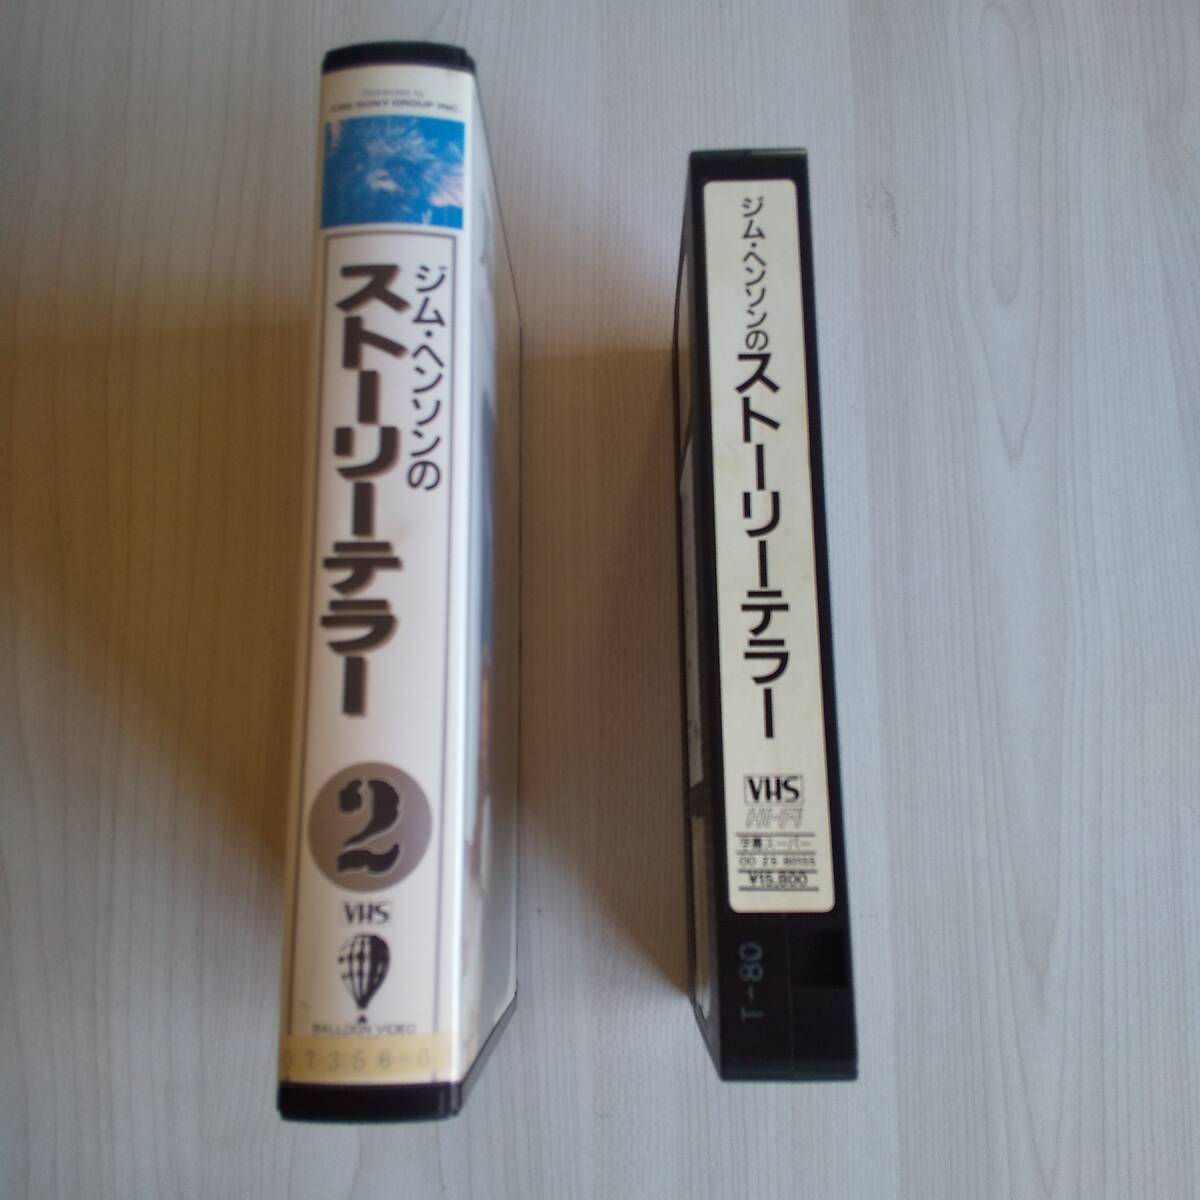 Distributed by
CBS/SONY GROUP INC.
ジム・ヘンソンの
ストーリーテラー
2
VHS
BALLOON VIDEO
07356-0
ジム・ヘンソンのストーリーテラー
VHS
HI-FI
字幕スーパー
¥15,800
T-80